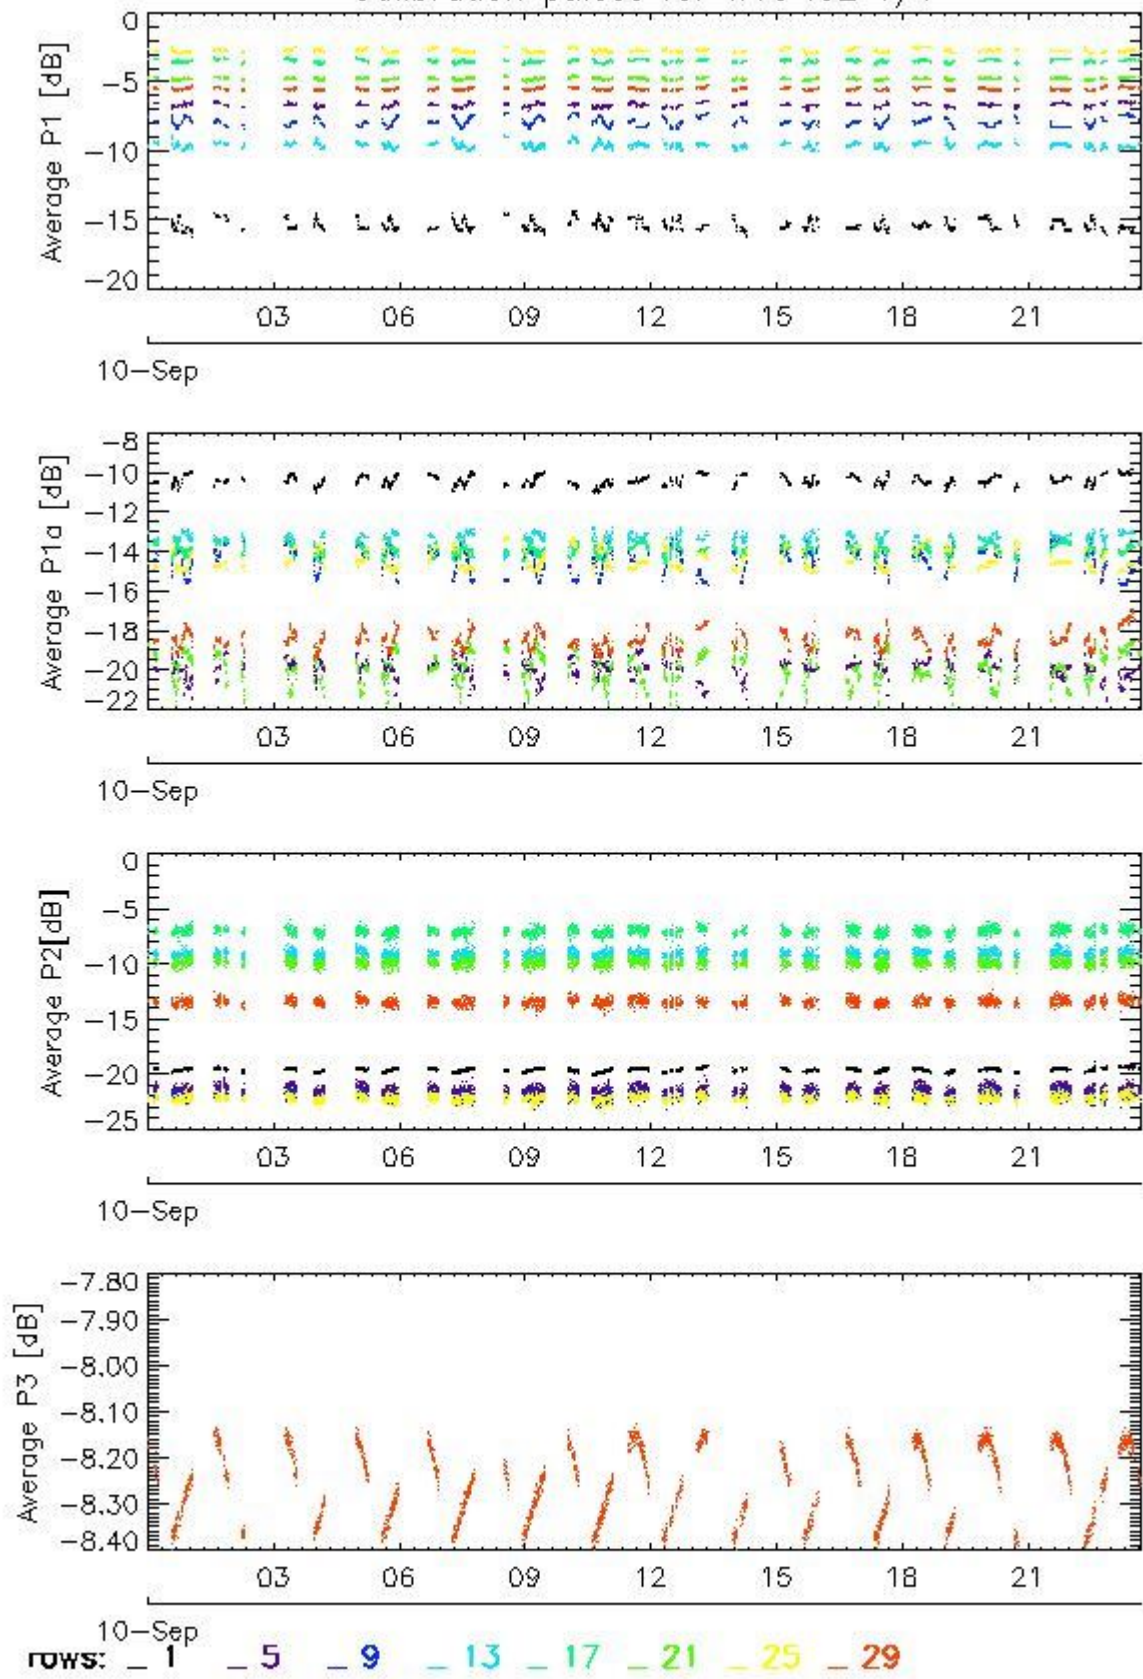 0
-5
-10
-15
-20
Average P1 [dB]
03 06 09 12 15 18 21
10-Sep
-8
-10
-12
-14
-16
-18
-20
-22
Average P1a [dB]
03 06 09 12 15 18 21
10-Sep
0
-5
-10
-15
-20
-25
Average P2[dB]
03 06 09 12 15 18 21
10-Sep
-7.80
-7.90
-8.00
-8.10
-8.20
-8.30
-8.40
Average P3 [dB]
03 06 09 12 15 18 21
10-Sep
rows: _ 1 _ 5 _ 9 _ 13 _ 17 _ 21 _ 25 _ 29